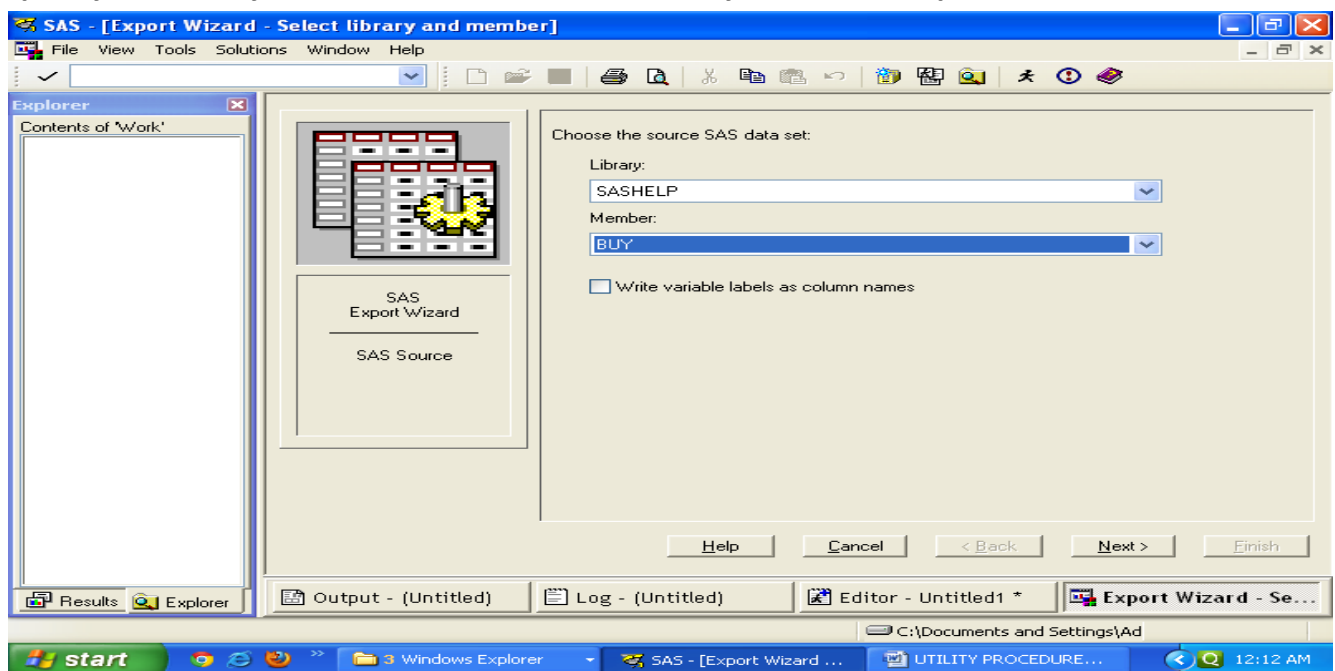 SAS - [Export Wizard - Select library and member]
File View Tools Solutions Window Help
Explorer
Contents of 'Work'
Choose the source SAS data set:
Library:
SASHELP
Member:
BUY
Write variable labels as column names
SAS
Export Wizard
SAS Source
Help Cancel < Back Next > Finish
Results Explorer
Output - (Untitled) Log - (Untitled) Editor - Untitled1 * Export Wizard - Se...
C:\Documents and Settings\Ad
start 3 Windows Explorer SAS - [Export Wizard ... UTILITY PROCEDURE... 12:12 AM